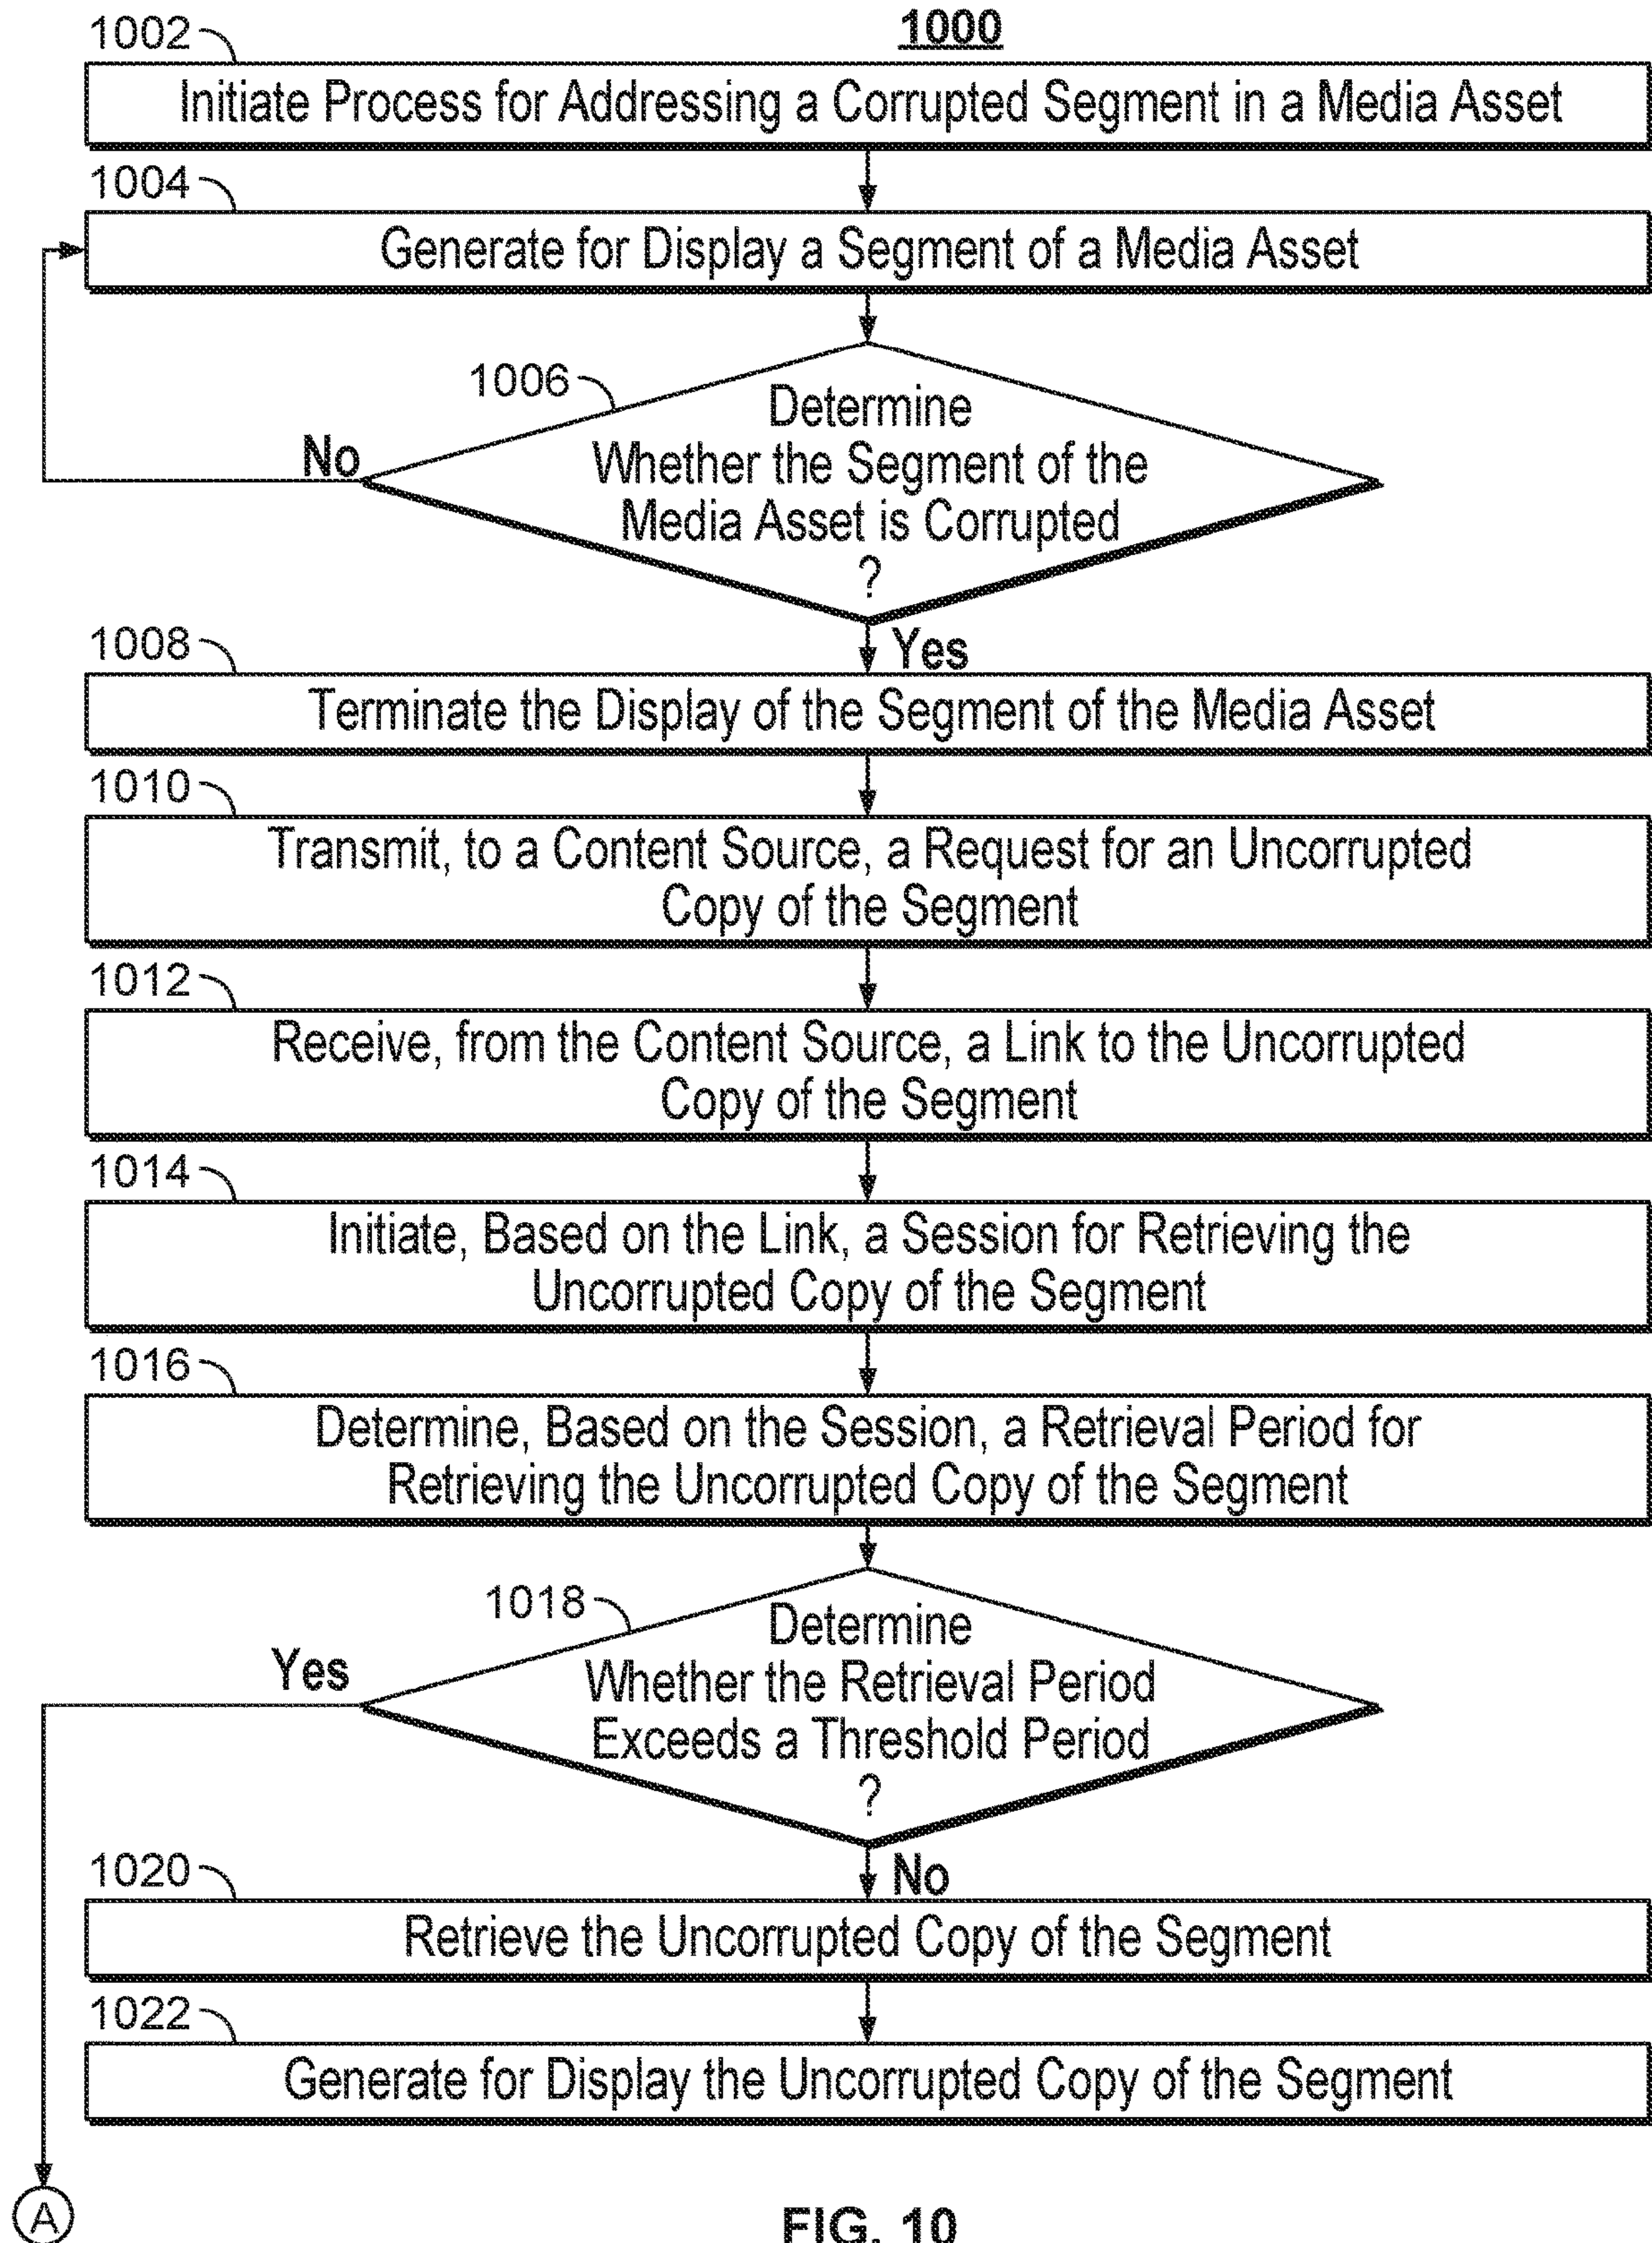 1000
1002
Initiate Process for Addressing a Corrupted Segment in a Media Asset
1004
Generate for Display a Segment of a Media Asset
1006
Determine
Whether the Segment of the
Media Asset is Corrupted
?
No
Yes
1008
Terminate the Display of the Segment of the Media Asset
1010
Transmit, to a Content Source, a Request for an Uncorrupted
Copy of the Segment
1012
Receive, from the Content Source, a Link to the Uncorrupted
Copy of the Segment
1014
Initiate, Based on the Link, a Session for Retrieving the
Uncorrupted Copy of the Segment
1016
Determine, Based on the Session, a Retrieval Period for
Retrieving the Uncorrupted Copy of the Segment
1018
Determine
Whether the Retrieval Period
Exceeds a Threshold Period
?
Yes
No
1020
Retrieve the Uncorrupted Copy of the Segment
1022
Generate for Display the Uncorrupted Copy of the Segment
A
FIG. 10